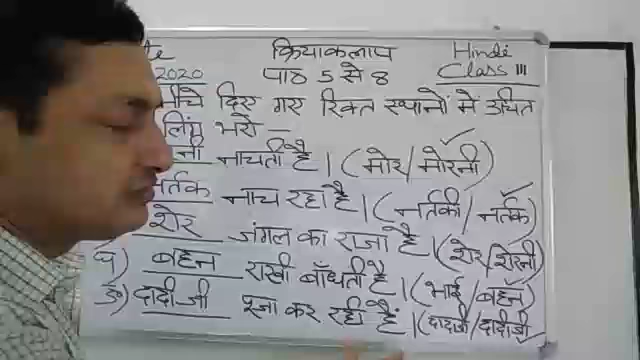 te क्रियाकलाप Hindi
2020 पाठ 5 से 8 Class III
नीचे दिए गए रिक्त स्थानो में उचित
लिंग भरो –
नी नाचती है । (मोर/मोरनी)
नर्तक नाच रहा है । (नर्तकी/नर्तक)
शेर जंगल का राजा है । (शेर/शेरनी)
घ) बहन राखी बाँधती है । (भाई/बहन)
ङ) दादीजी पूजा कर रही हैं । (दादाजी/दादीजी)